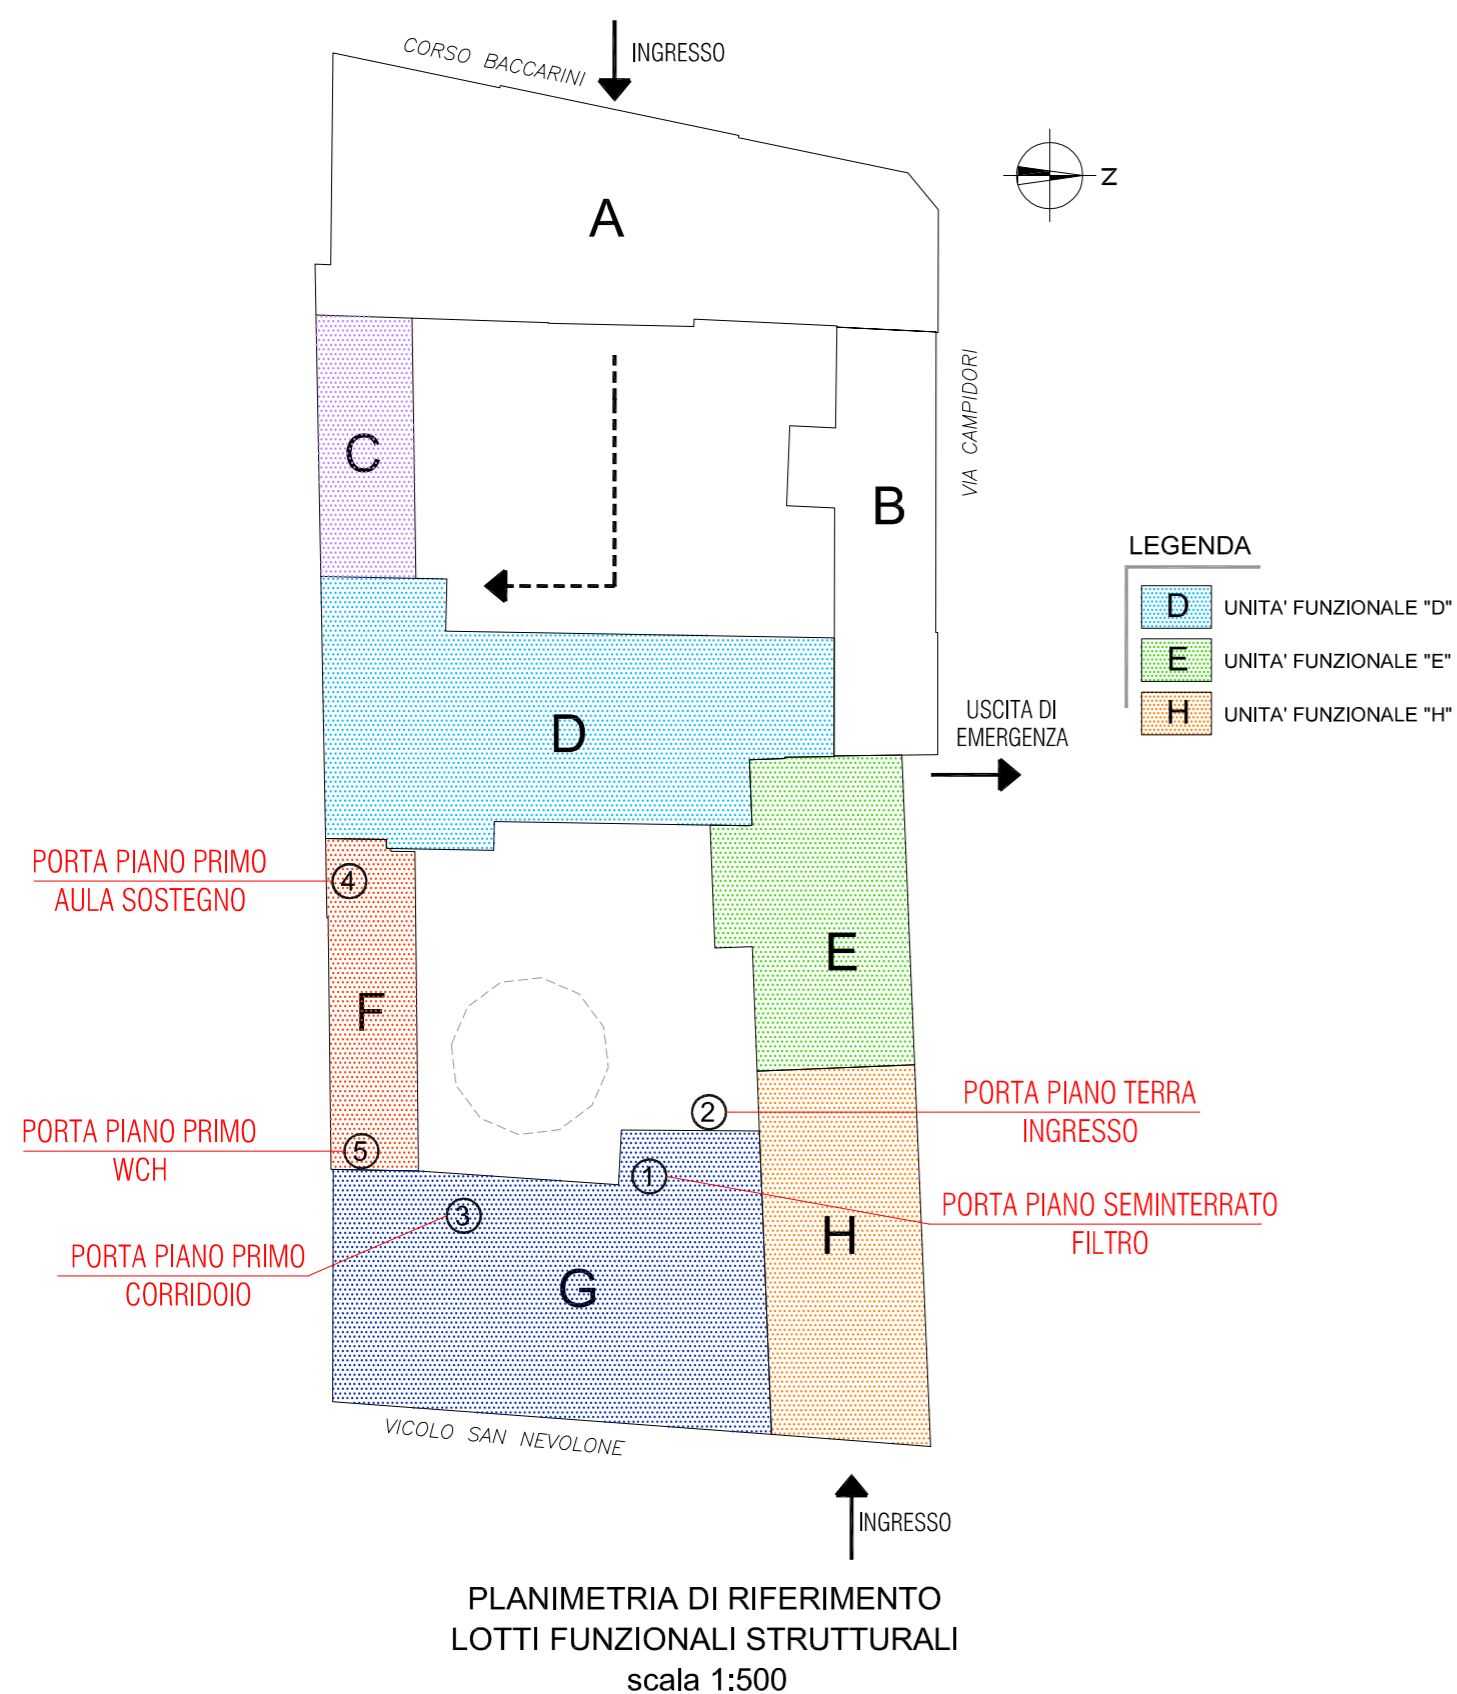 CORSO BACCARINI
INGRESSO
N
A
C
VIA CAMPIDORI
B
LEGENDA
D UNITA' FUNZIONALE "D"
E UNITA' FUNZIONALE "E"
H UNITA' FUNZIONALE "H"
D
USCITA DI
EMERGENZA
PORTA PIANO PRIMO
AULA SOSTEGNO
4
E
F
2
PORTA PIANO TERRA
INGRESSO
PORTA PIANO PRIMO
WCH
5
1
PORTA PIANO SEMINTERRATO
FILTRO
3
PORTA PIANO PRIMO
CORRIDOIO
H
G
VICOLO SAN NEVOLONE
INGRESSO
PLANIMETRIA DI RIFERIMENTO
LOTTI FUNZIONALI STRUTTURALI
scala 1:500